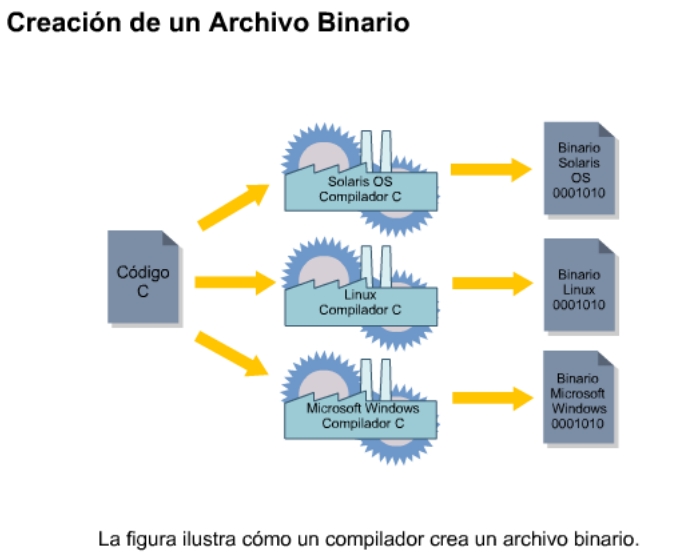 Creación de un Archivo Binario
Solaris OS
Compilador C
Binario
Solaris
OS
0001010
Código
C
Linux
Compilador C
Binario
Linux
0001010
Microsoft Windows
Compilador C
Binario
Microsoft
Windows
0001010
La figura ilustra cómo un compilador crea un archivo binario.